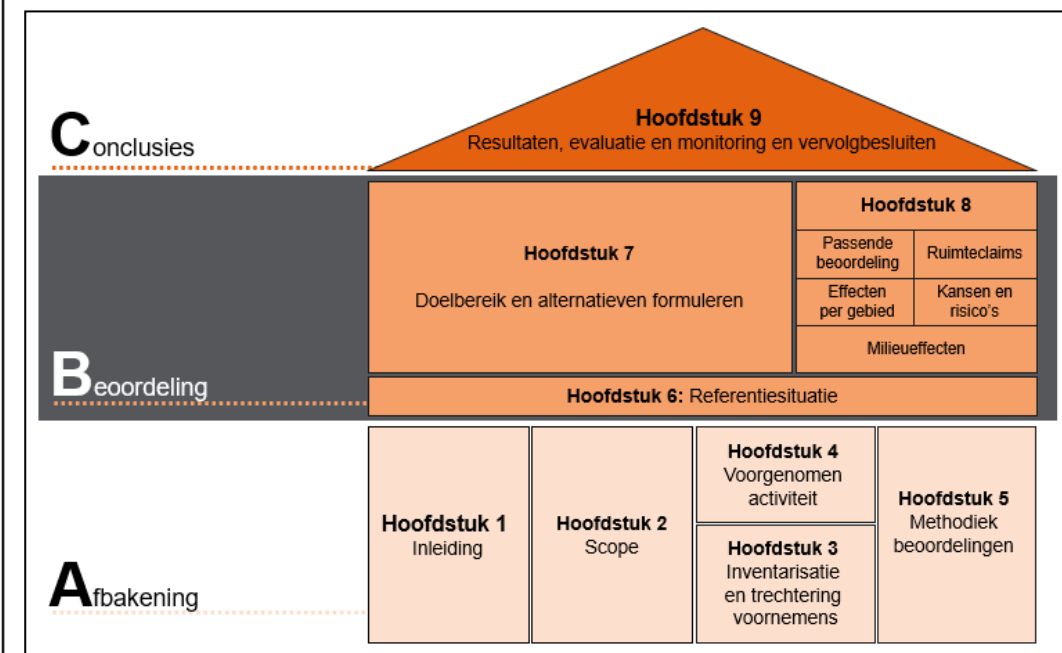 Conclusies
Hoofdstuk 9
Resultaten, evaluatie en monitoring en vervolgbesluiten
Beoordeling
Hoofdstuk 7
Doelbereik en alternatieven formuleren
Hoofdstuk 8
Passende
beoordeling
Ruimteclaims
Effecten
per gebied
Kansen en
risico's
Milieueffecten
Hoofdstuk 6: Referentiesituatie
Afbakening
Hoofdstuk 1
Inleiding
Hoofdstuk 2
Scope
Hoofdstuk 4
Voorgenomen
activiteit
Hoofdstuk 3
Inventarisatie
en trechtering
voornemens
Hoofdstuk 5
Methodiek
beoordelingen